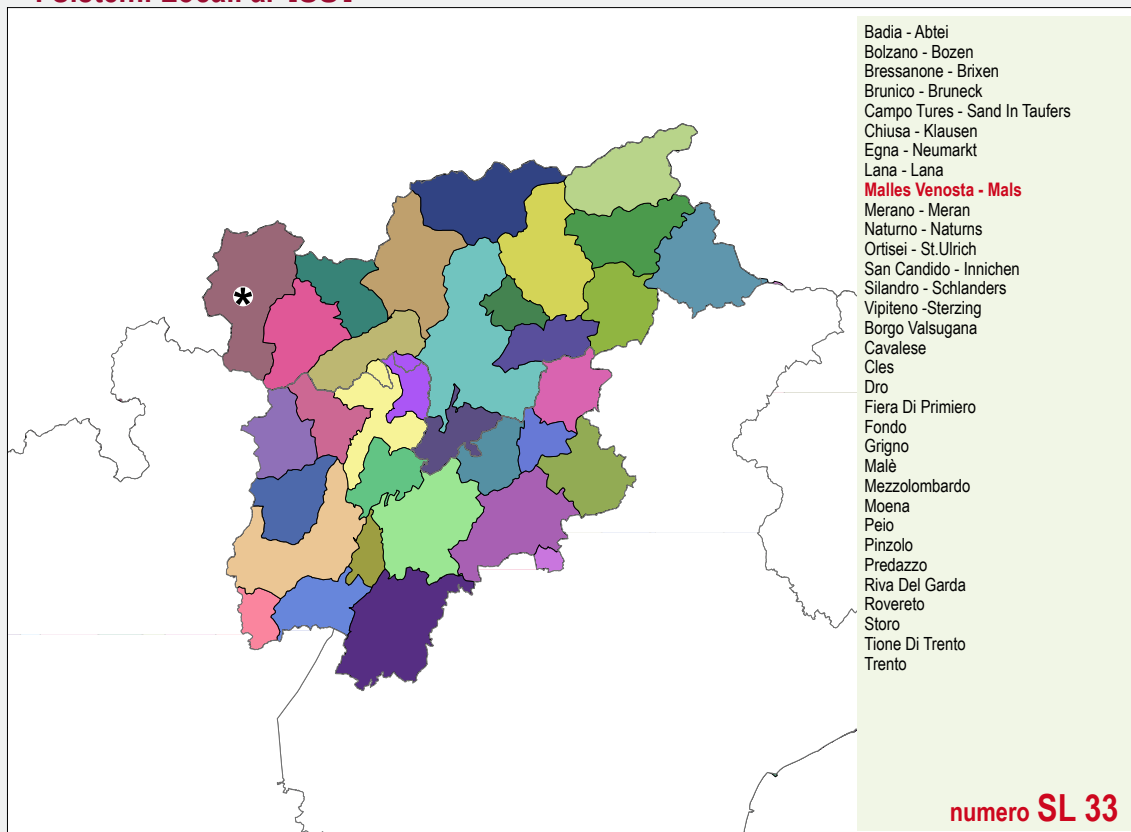 Badia - Abtei
Bolzano - Bozen
Bressanone - Brixen
Brunico - Bruneck
Campo Tures - Sand In Taufers
Chiusa - Klausen
Egna - Neumarkt
Lana - Lana
Malles Venosta - Mals
Merano - Meran
Naturno - Naturns
Ortisei - St.Ulrich
San Candido - Innichen
Silandro - Schlanders
Vipiteno -Sterzing
Borgo Valsugana
Cavalese
Cles
Dro
Fiera Di Primiero
Fondo
Grigno
Malè
Mezzolombardo
Moena
Peio
Pinzolo
Predazzo
Riva Del Garda
Rovereto
Storo
Tione Di Trento
Trento
*
numero SL 33